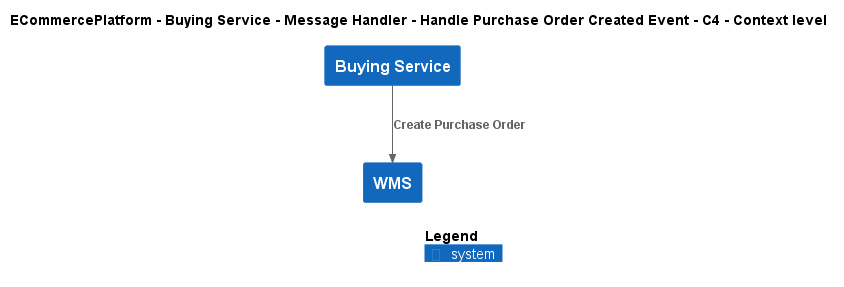 ECommercePlatform - Buying Service - Message Handler - Handle Purchase Order Created Event - C4 - Context level
Buying Service
Create Purchase Order
WMS
Legend
system